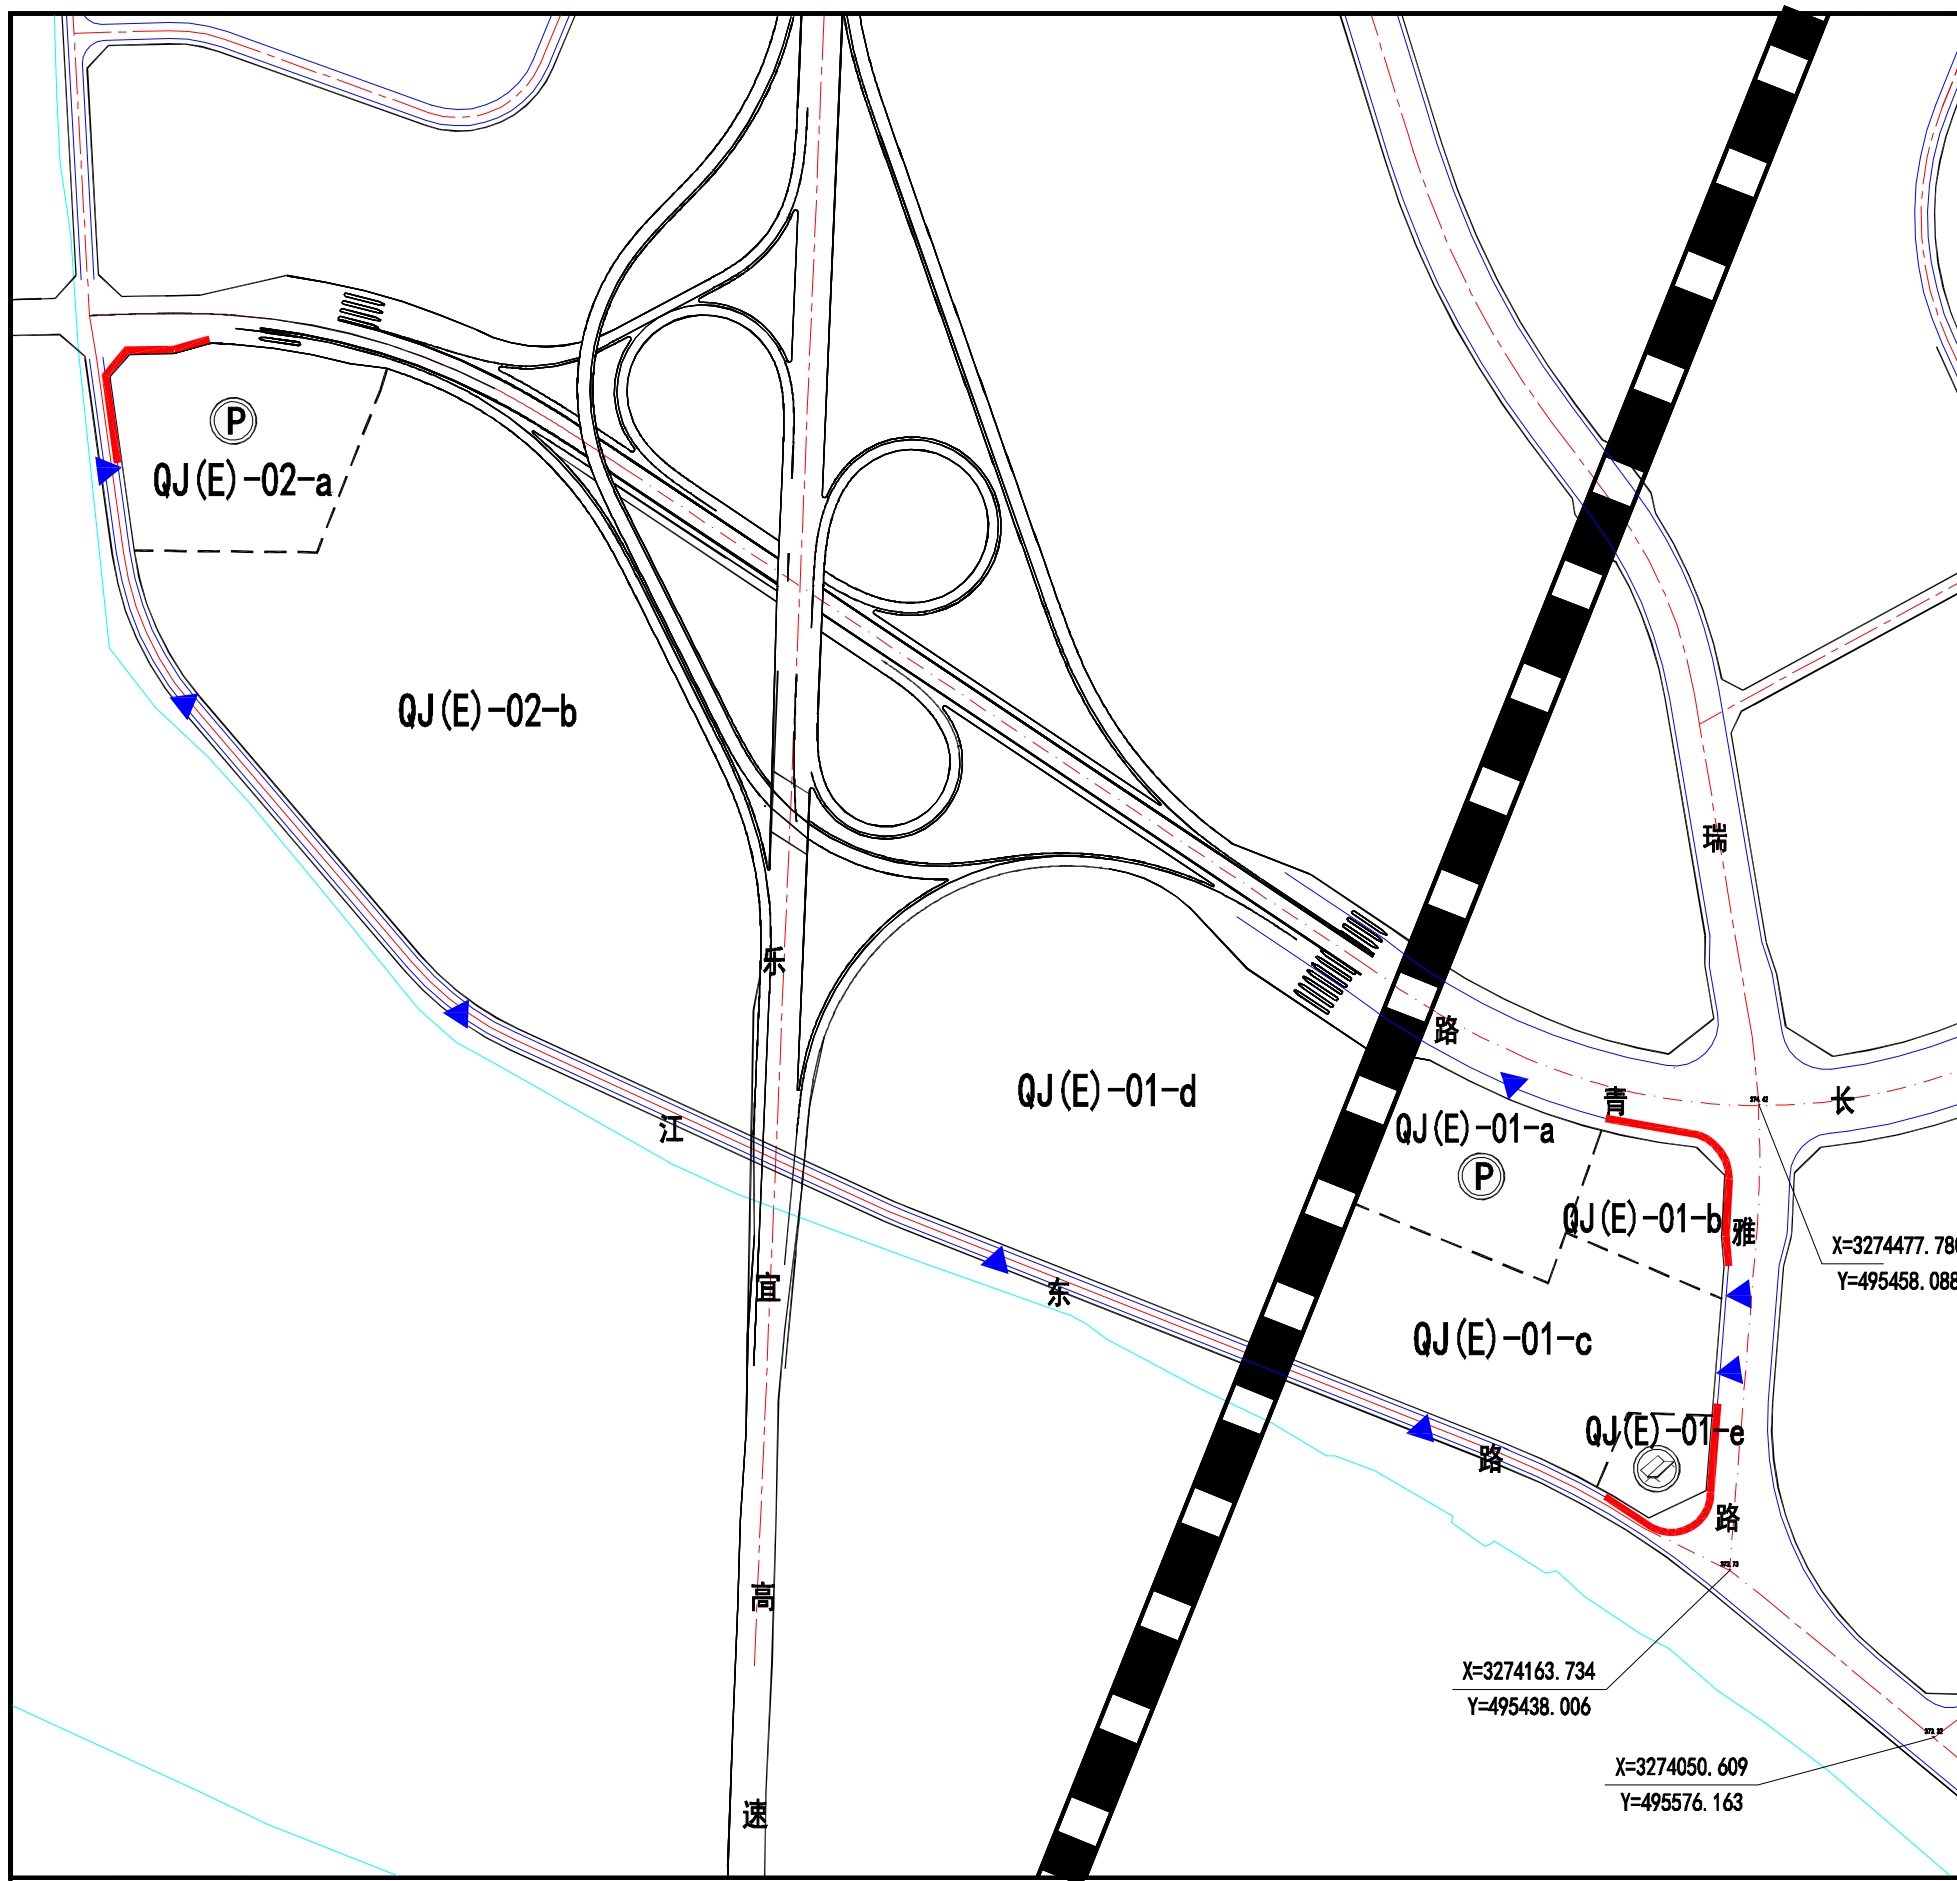 P
QJ(E)-02-a
QJ(E)-02-b
瑞
乐
路
QJ(E)-01-d
青
长
江
QJ(E)-01-a
P
QJ(E)-01-b
雅
X=3274477.78
Y=495458.088
宜
东
QJ(E)-01-c
QJ(E)-01-e
路
路
高
X=3274163.734
Y=495438.006
X=3274050.609
Y=495576.163
速